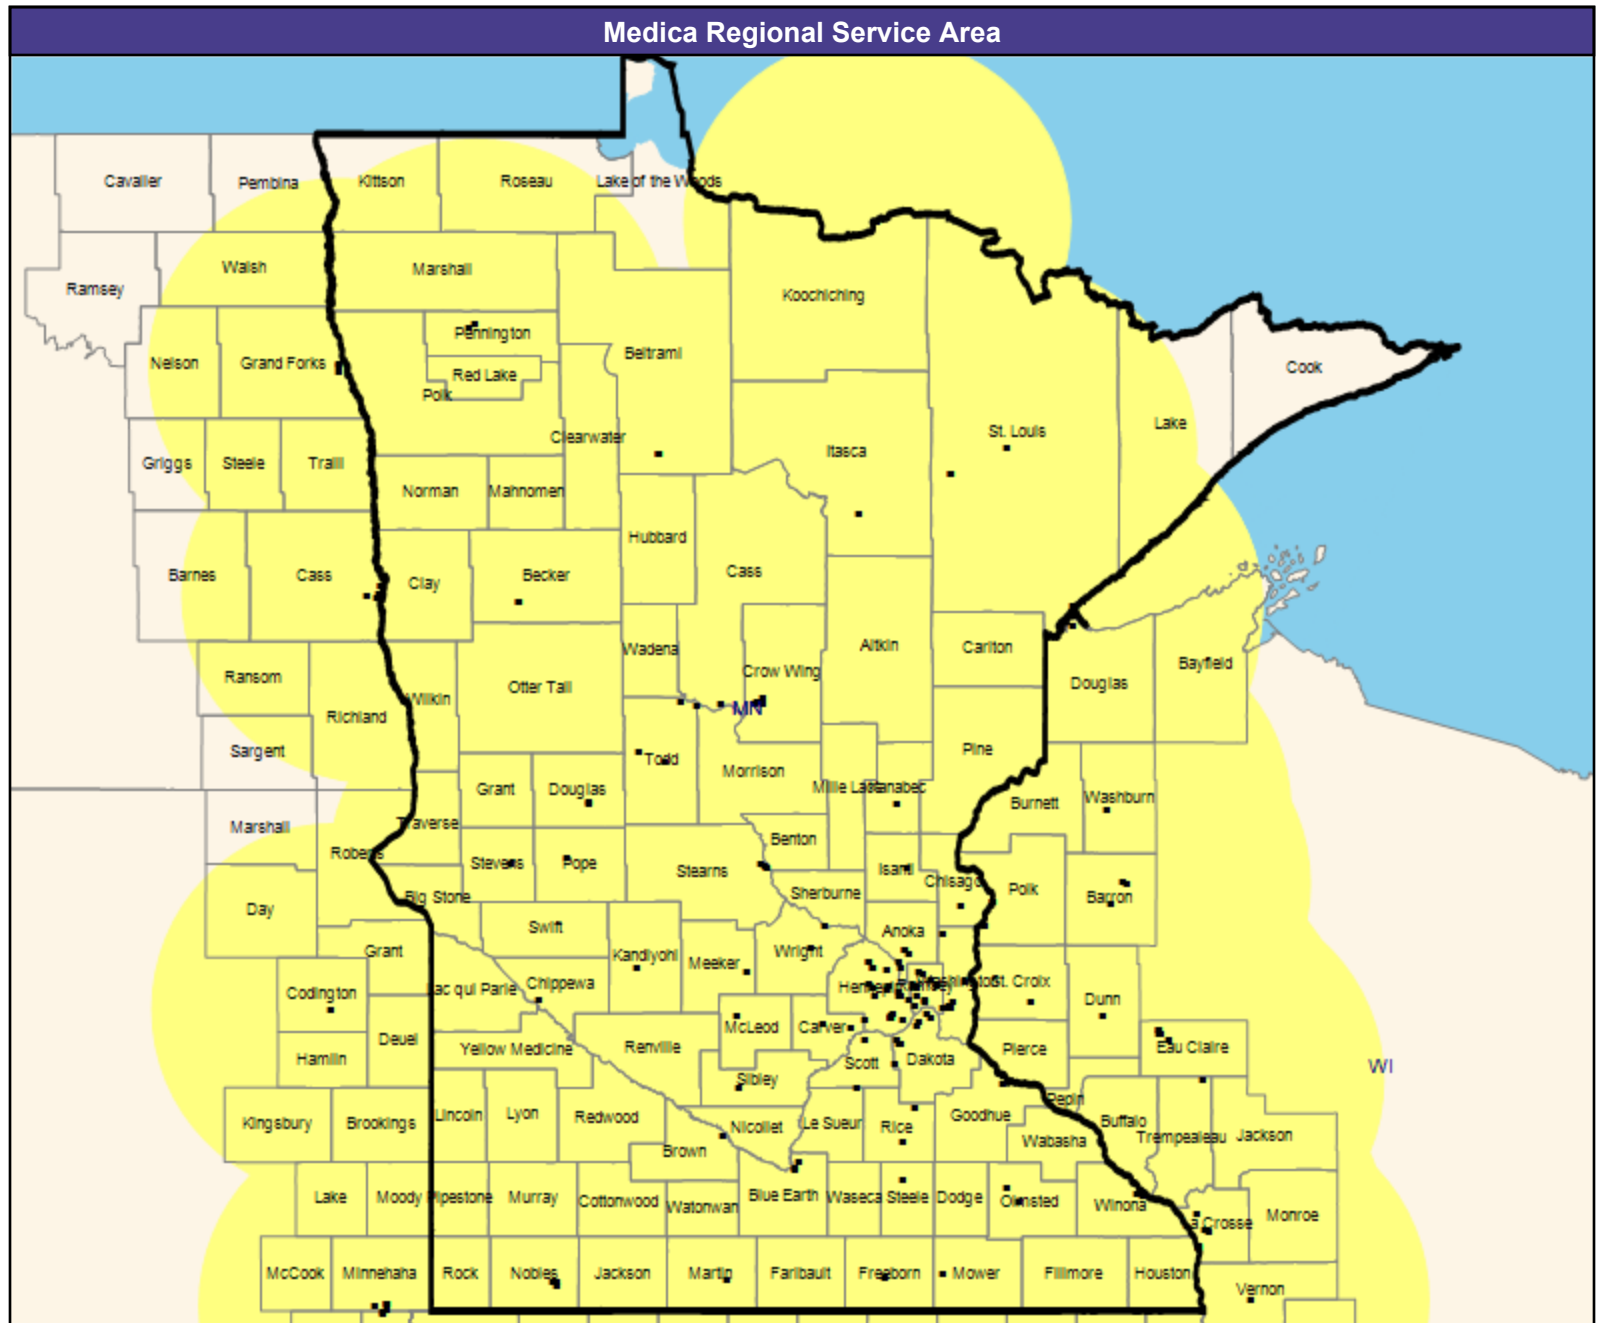 Medica Regional Service Area
Cavalier
Pembina
Kittson
Roseau
Lake of the Woods
Walsh
Marshall
Ramsey
Koochiching
Pennington
Nelson
Grand Forks
Beltrami
Red Lake
Cook
Polk
Lake
Clearwater
St. Louis
Itasca
Griggs
Steele
Traill
Norman
Mahnomen
Hubbard
Cass
Barnes
Cass
Clay
Becker
Wadena
Aitkin
Carlton
Crow Wing
Bayfield
Ransom
Otter Tail
Douglas
Wilkin
Richland
MN
Sargent
Pine
Todd
Morrison
Grant
Douglas
Mille Lacs
Kanabec
Washburn
Burnett
Marshall
Traverse
Benton
Roberts
Stevens
Pope
Stearns
Isanti
Chisago
Polk
Barron
Sherburne
Big Stone
Day
Swift
Anoka
Grant
Kandiyohi
Meeker
Wright
Codington
Lac qui Parle
Chippewa
Hennepin
Ramsey
Washington
St. Croix
Dunn
McLeod
Carver
Deuel
Yellow Medicine
Renville
Hamlin
Scott
Dakota
Pierce
Eau Claire
WI
Sibley
Pepin
Kingsbury
Brookings
Lincoln
Lyon
Redwood
Nicollet
Le Sueur
Rice
Goodhue
Buffalo
Trempealeau
Jackson
Brown
Wabasha
Lake
Moody
Pipestone
Murray
Cottonwood
Watonwan
Blue Earth
Waseca
Steele
Dodge
Olmsted
Winona
La Crosse
Monroe
McCook
Minnehaha
Rock
Nobles
Jackson
Martin
Faribault
Freeborn
Mower
Fillmore
Houston
Vernon